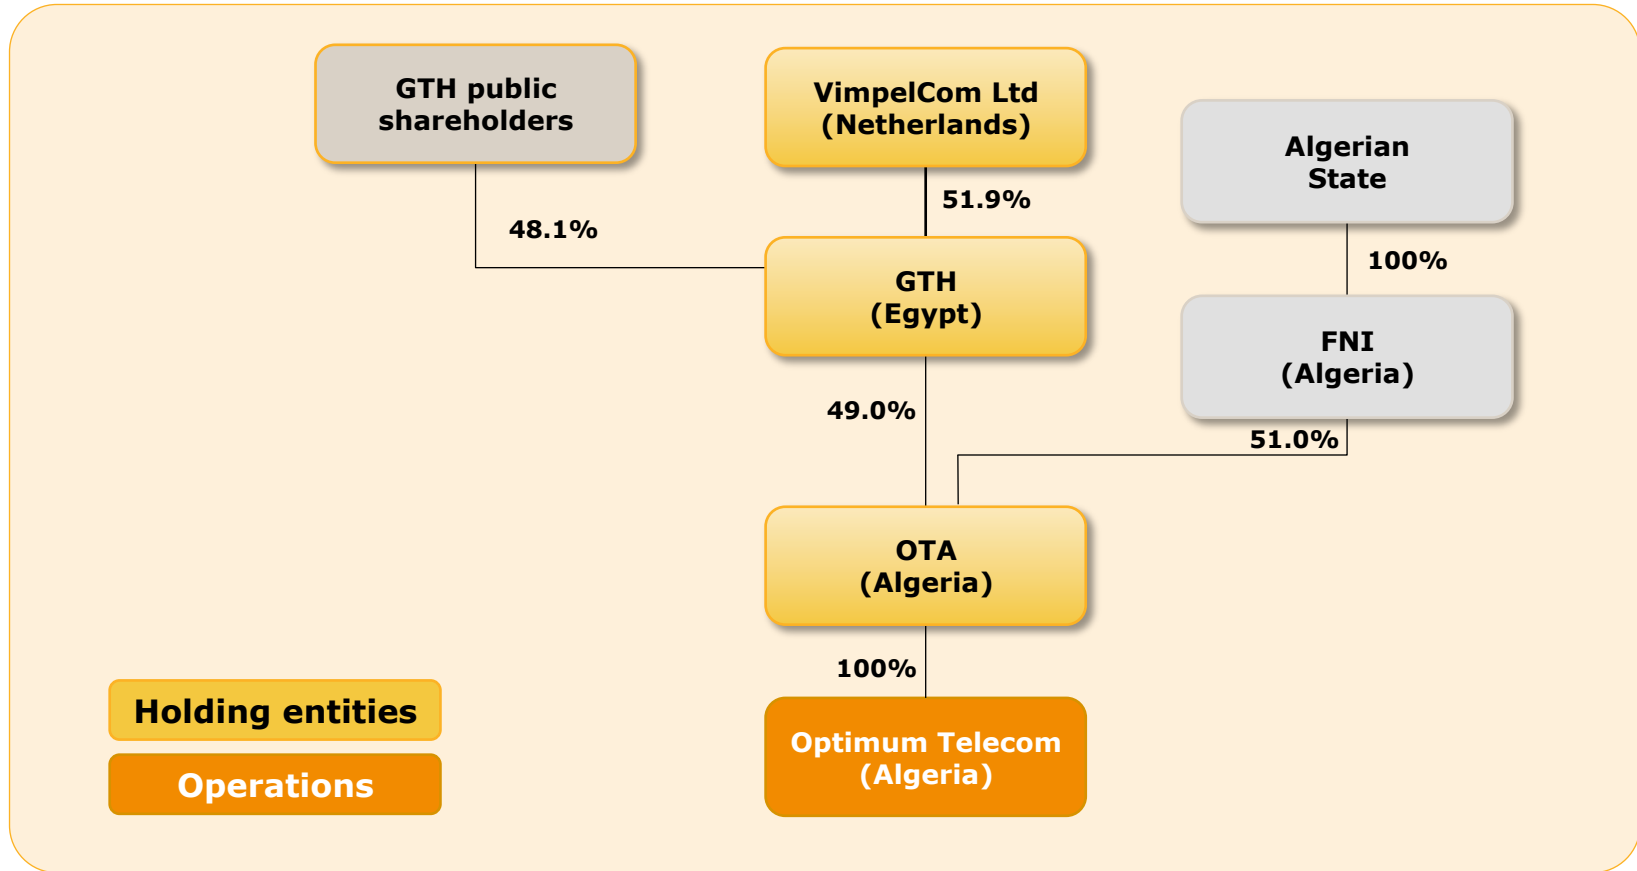 GTH public
shareholders
VimpelCom Ltd
(Netherlands)
Algerian
State
48.1%
51.9%
100%
GTH
(Egypt)
FNI
(Algeria)
49.0%
51.0%
OTA
(Algeria)
100%
Holding entities
Operations
Optimum Telecom
(Algeria)